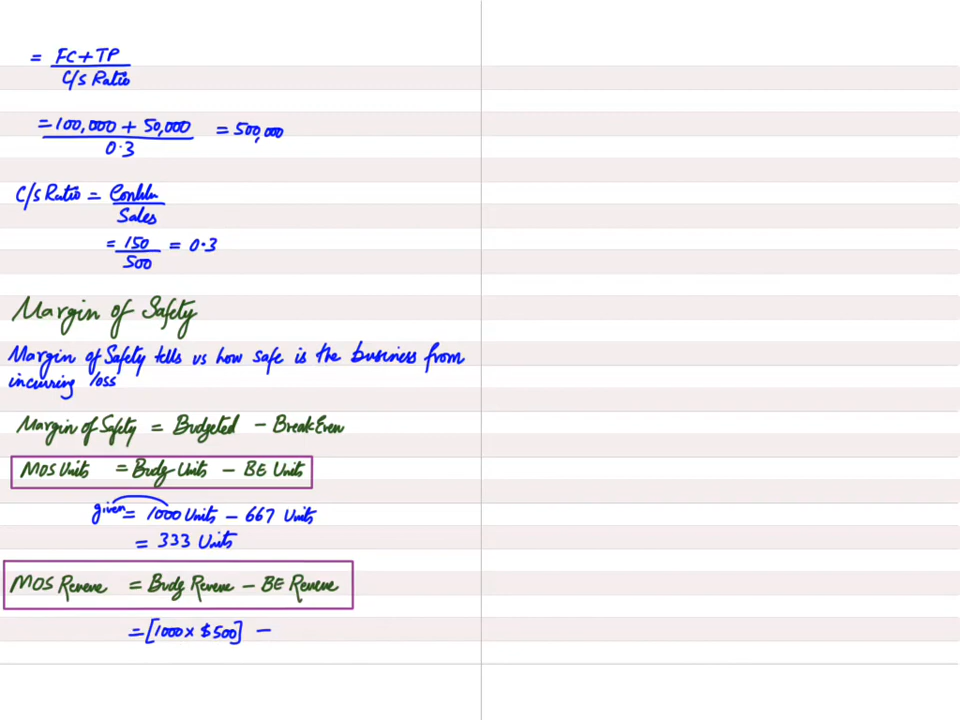 = FC + TP
C/S Ratio
= 100,000 + 50,000 = 500,000
0.3
C/S Ratio =
Sales
= 150 = 0.3
500
Margin of Safety
Margin of Safety tells us how safe is the business from
incurring loss
Margin of Safety = Budgeted - BreakEven
MOS Units = Budg Units - BE Units
given = 1000 Units - 667 Units
= 333 Units
MOS Revenue = Budg Revenue - BE Revenue
= [1000 x $500] -